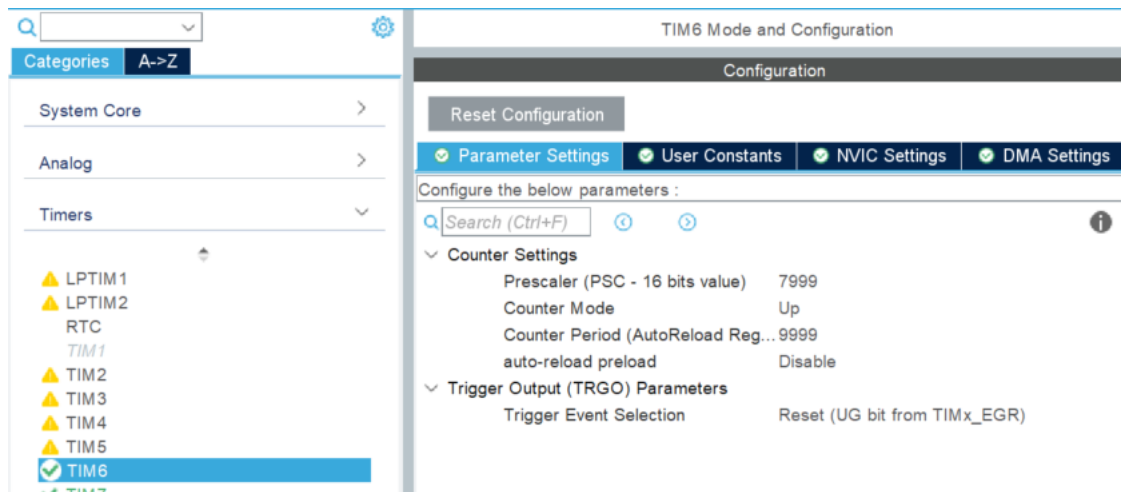 TIM6 Mode and Configuration
Categories A->Z
Configuration
System Core
Reset Configuration
Analog
Parameter Settings User Constants NVIC Settings DMA Settings
Configure the below parameters :
Timers
Search (Ctrl+F)
Counter Settings
LPTIM1
Prescaler (PSC - 16 bits value) 7999
LPTIM2
Counter Mode Up
RTC
Counter Period (AutoReload Reg... 9999
TIM1
auto-reload preload Disable
TIM2
Trigger Output (TRGO) Parameters
TIM3
Trigger Event Selection Reset (UG bit from TIMx_EGR)
TIM4
TIM5
TIM6